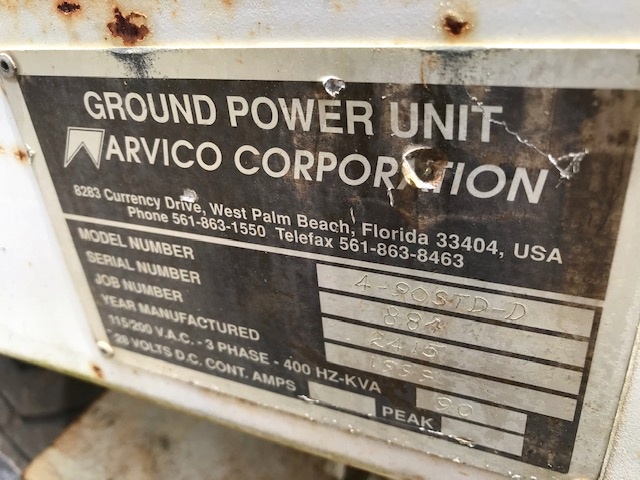 GROUND POWER UNIT
ARVICO CORPORATION
8283 Currency Drive, West Palm Beach, Florida 33404, USA
Phone 561-863-1550 Telefax 561-863-8463
MODEL NUMBER 4-90STD-D
SERIAL NUMBER 884
JOB NUMBER 2415
YEAR MANUFACTURED
115/200 V.A.C. - 3 PHASE - 400 HZ-KVA 90
28 VOLTS D.C. CONT. AMPS PEAK